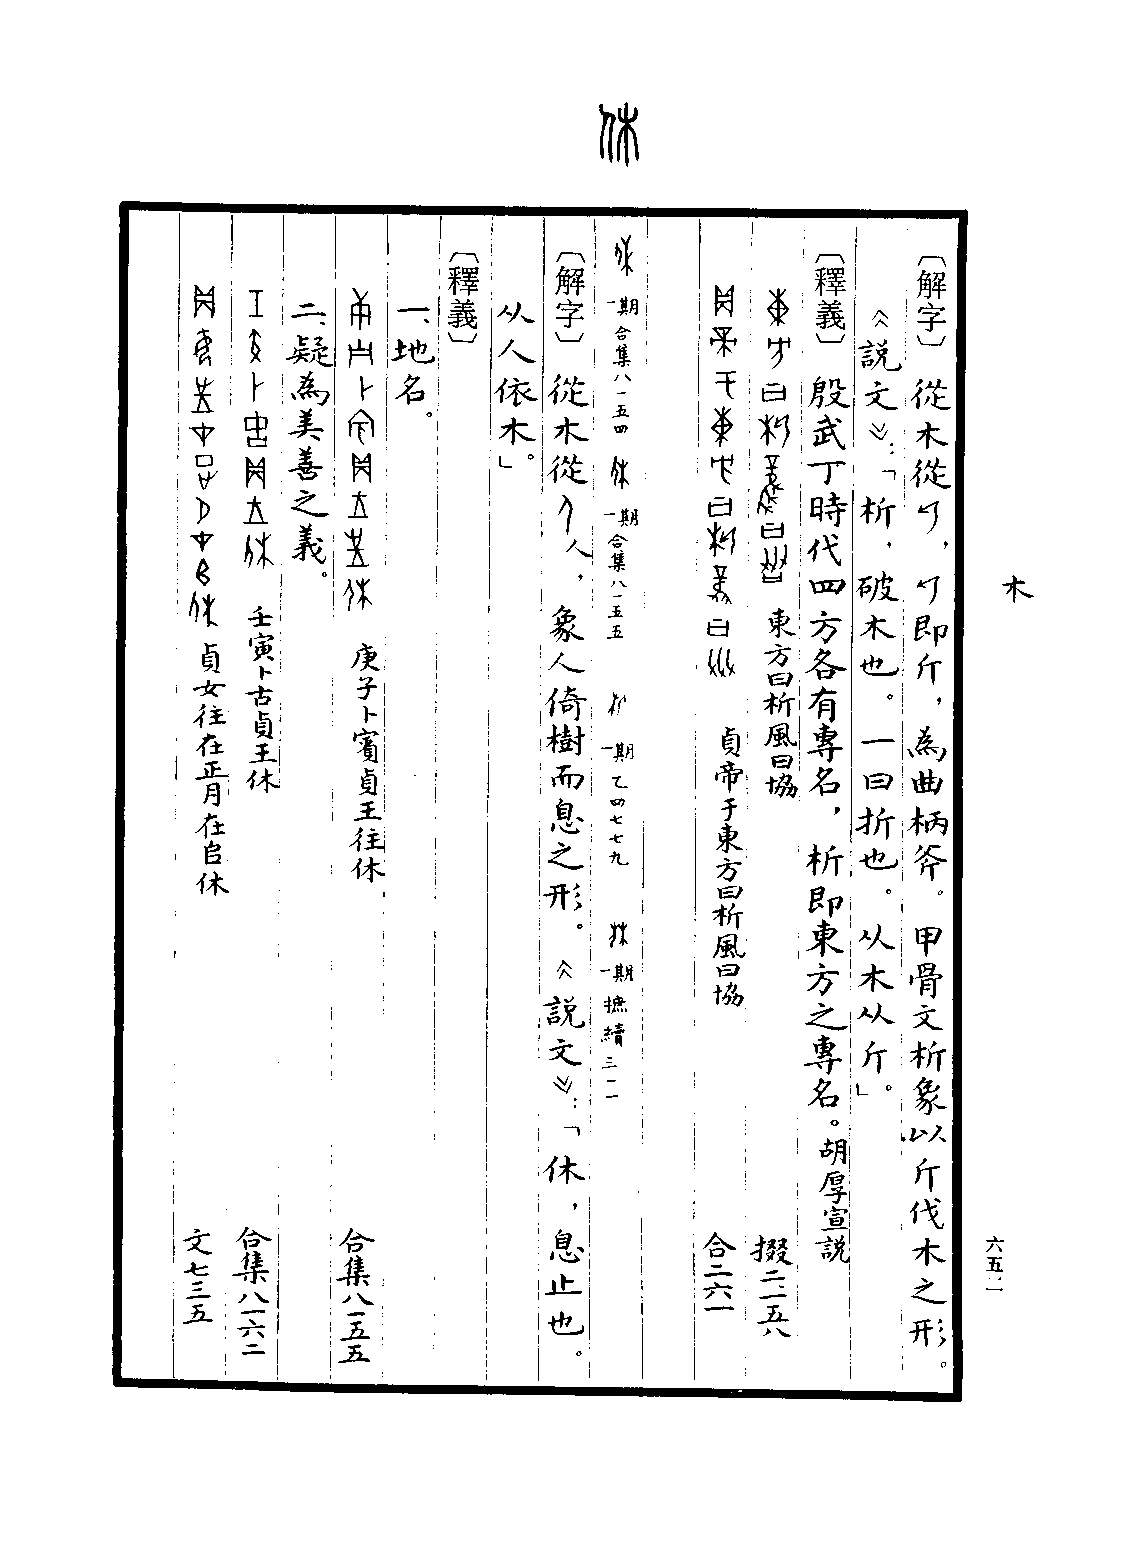 休
木
六五一
〔解字〕從木從𠂆，𠂆即斤，為曲柄斧。甲骨文析象以斤伐木之形。
《說文》：「析，破木也。一曰折也。从木从斤。」
〔釋義〕殷武丁時代四方各有專名，析即東方之專名。胡厚宣説
東方曰析風曰協 掇二·一五八
貞帝于東方曰析風曰協 合二六一
一期合集八一五四 一期合集八一五五 一期乙四七七九 一期摭續三一一
〔解字〕從木從人，象人倚樹而息之形。《說文》：「休，息止也。
从人依木。」
〔釋義〕
一、地名。
庚子卜賓貞王往休 合集八一五五
二、疑為美善之義。
壬寅卜古貞王休 合集八一六二
貞女往在正月在𠂤休 文七三五